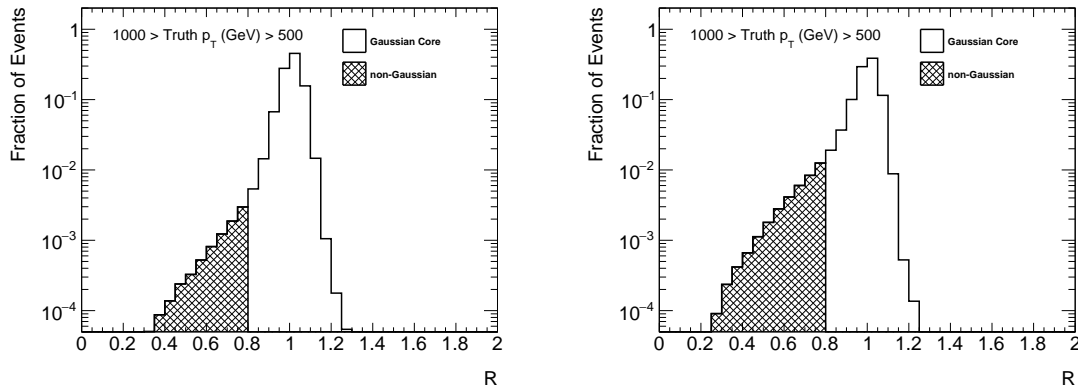 Fraction of Events
1
10⁻¹
10⁻²
10⁻³
10⁻⁴
1000 > Truth p_T (GeV) > 500
Gaussian Core
non-Gaussian
0 0.2 0.4 0.6 0.8 1 1.2 1.4 1.6 1.8 2
R
Fraction of Events
1
10⁻¹
10⁻²
10⁻³
10⁻⁴
1000 > Truth p_T (GeV) > 500
Gaussian Core
non-Gaussian
0 0.2 0.4 0.6 0.8 1 1.2 1.4 1.6 1.8 2
R